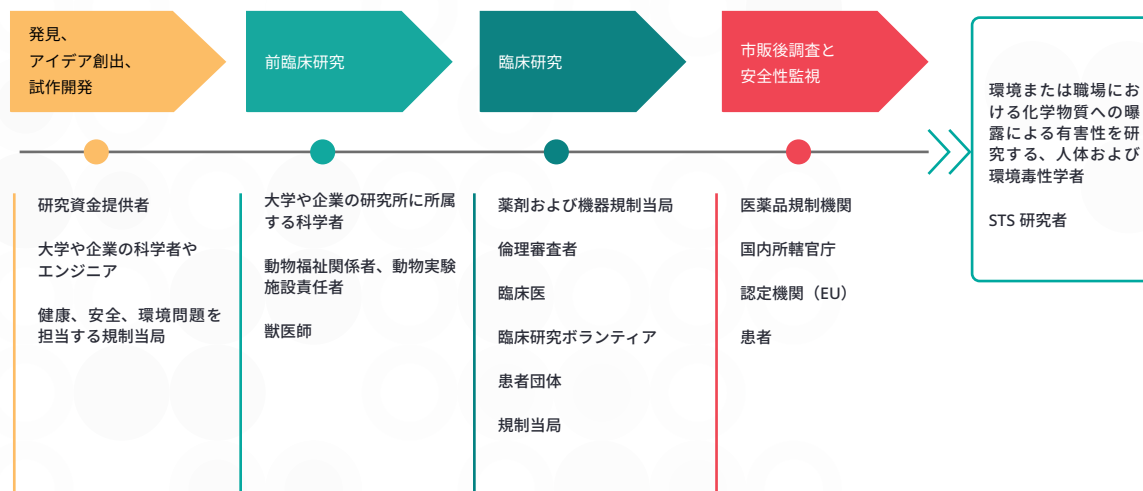 発見、
アイデア創出、
試作開発
前臨床研究
臨床研究
市販後調査と
安全性監視
環境または職場にお
ける化学物質への曝
露による有害性を研
究する、人体および
環境毒性学者
STS 研究者
研究資金提供者
大学や企業の科学者や
エンジニア
健康、安全、環境問題を
担当する規制当局
大学や企業の研究所に所属
する科学者
動物福祉関係者、動物実験
施設責任者
獣医師
薬剤および機器規制当局
倫理審査者
臨床医
臨床研究ボランティア
患者団体
規制当局
医薬品規制機関
国内所轄官庁
認定機関（EU）
患者